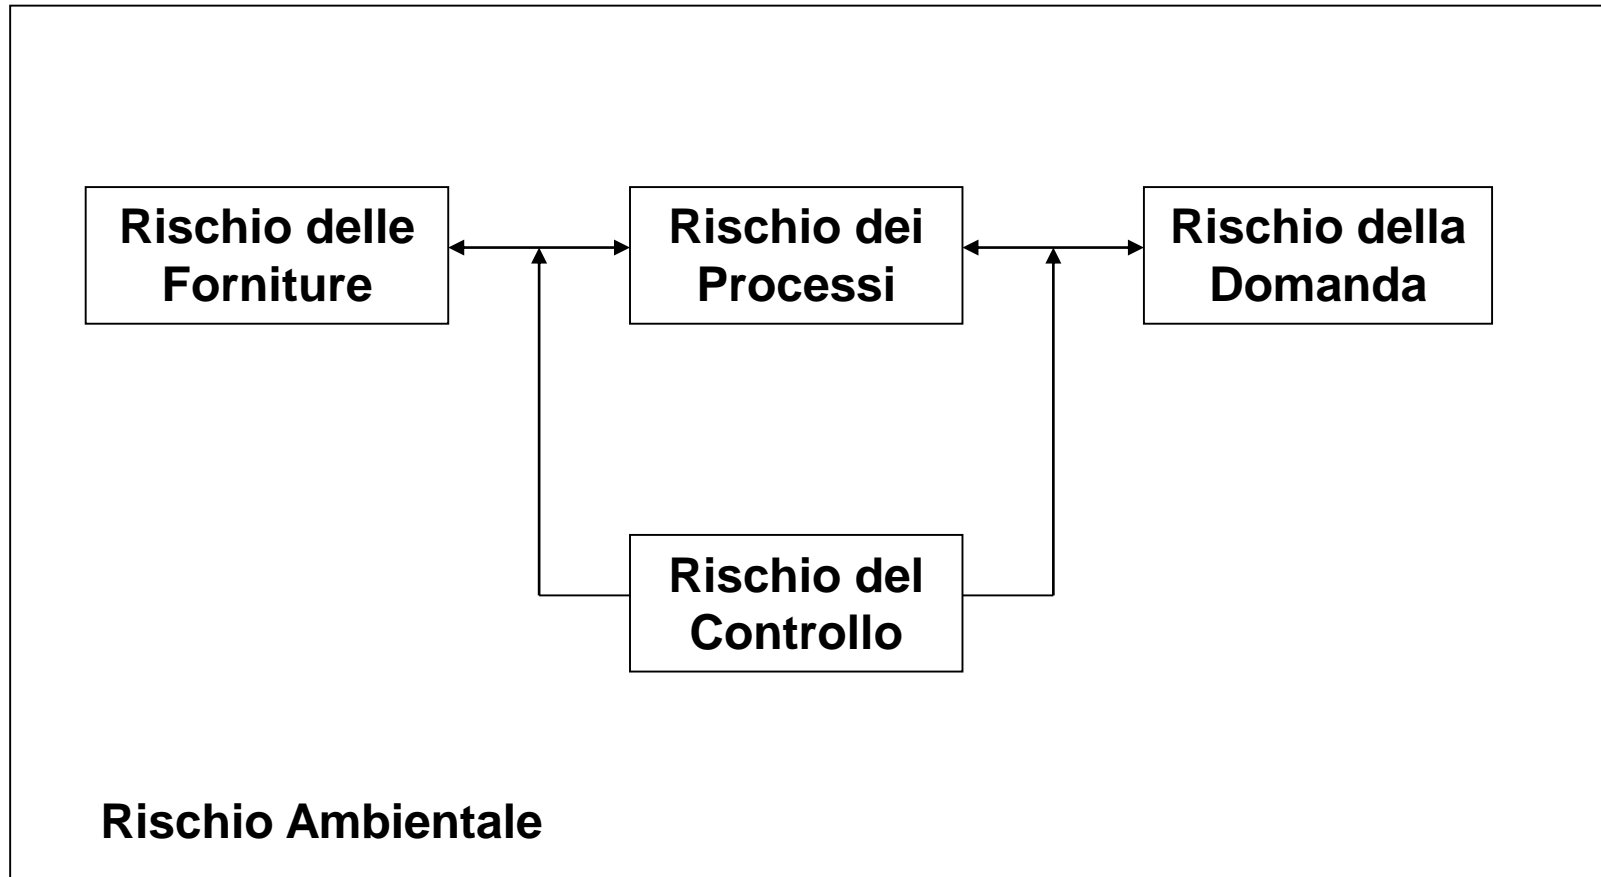 Rischio delle
Forniture
Rischio dei
Processi
Rischio della
Domanda
Rischio del
Controllo
Rischio Ambientale